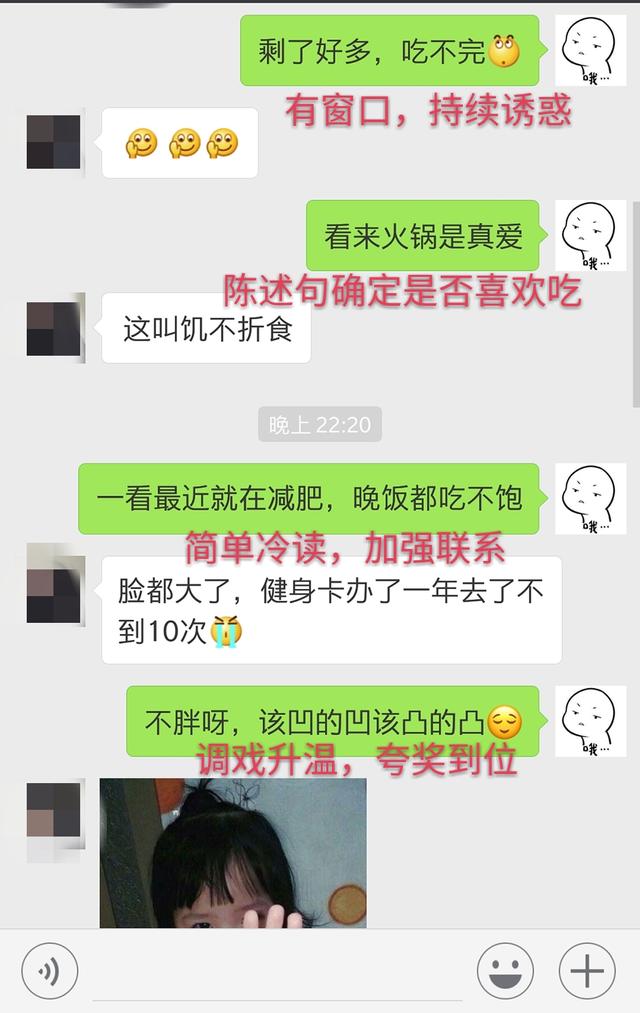 剩了好多，吃不完
哦…
有窗口，持续诱惑
看来火锅是真爱
哦…
陈述句确定是否喜欢吃
这叫饥不折食
晚上 22:20
一看最近就在减肥，晚饭都吃不饱
哦…
简单冷读，加强联系
脸都大了，健身卡办了一年去了不
到10次
不胖呀，该凹的凹该凸的凸
哦…
调戏升温，夸奖到位